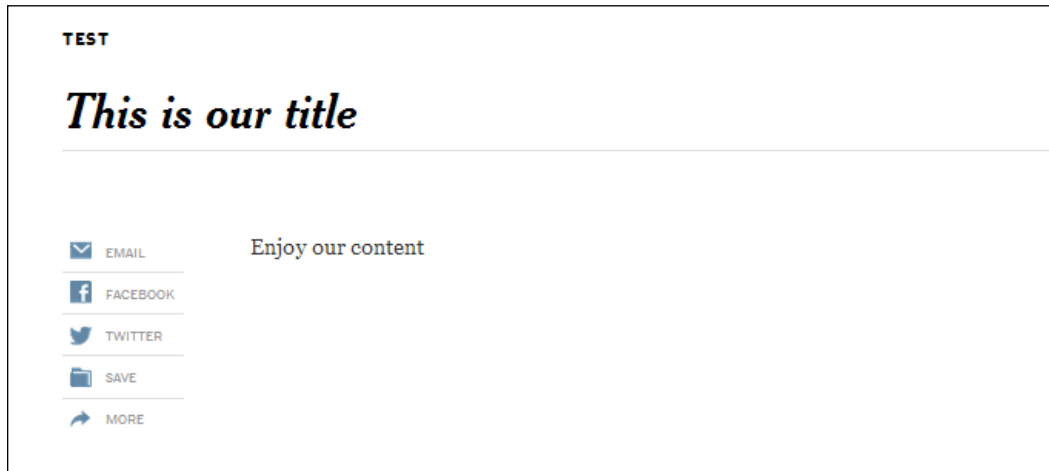 TEST
This is our title
EMAIL
Enjoy our content
FACEBOOK
TWITTER
SAVE
MORE